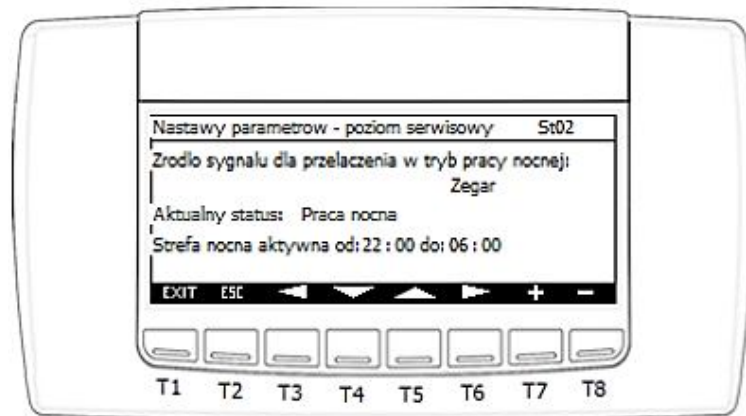 Nastawy parametrow - poziom serwisowy St02
Zrodlo sygnalu dla przelaczenia w tryb pracy nocnej:
Zegar
Aktualny status: Praca nocna
Strefa nocna aktywna od: 22 : 00 do: 06 : 00
EXIT ESC + -
T1 T2 T3 T4 T5 T6 T7 T8